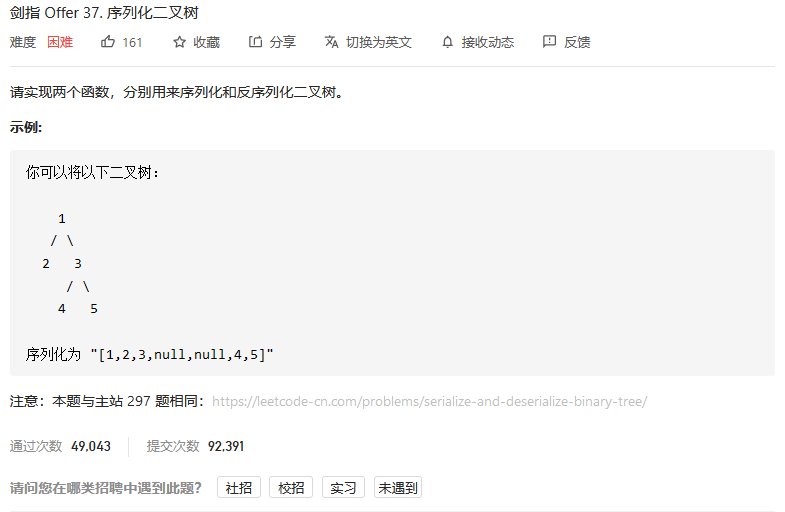 剑指 Offer 37. 序列化二叉树
难度 困难 161 收藏 分享 切换为英文 接收动态 反馈
请实现两个函数，分别用来序列化和反序列化二叉树。
示例:
你可以将以下二叉树：
1
/ \
2 3
/ \
4 5
序列化为 "[1,2,3,null,null,4,5]"
注意：本题与主站 297 题相同：https://leetcode-cn.com/problems/serialize-and-deserialize-binary-tree/
通过次数 49,043 提交次数 92,391
请问您在哪类招聘中遇到此题？ 社招 校招 实习 未遇到